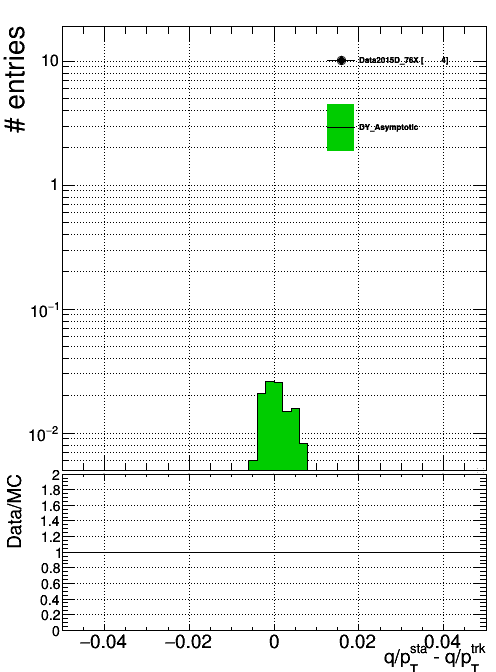 # entries
10
1
10⁻¹
10⁻²
Data2015D_76X [ 4]
DY_Asymptotic
Data/MC
2
1.8
1.6
1.4
1.2
1
0.8
0.6
0.4
0.2
0
−0.04 −0.02 0 0.02 0.04
q/p_T^sta - q/p_T^trk